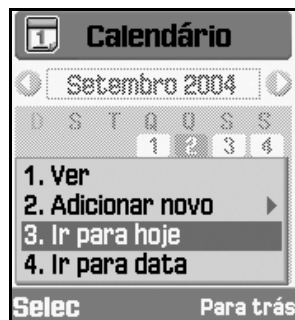 1 Calendário
Setembro 2004
D S T Q Q S S
1 2 3 4
1. Ver
2. Adicionar novo
3. Ir para hoje
4. Ir para data
Selec Para trás